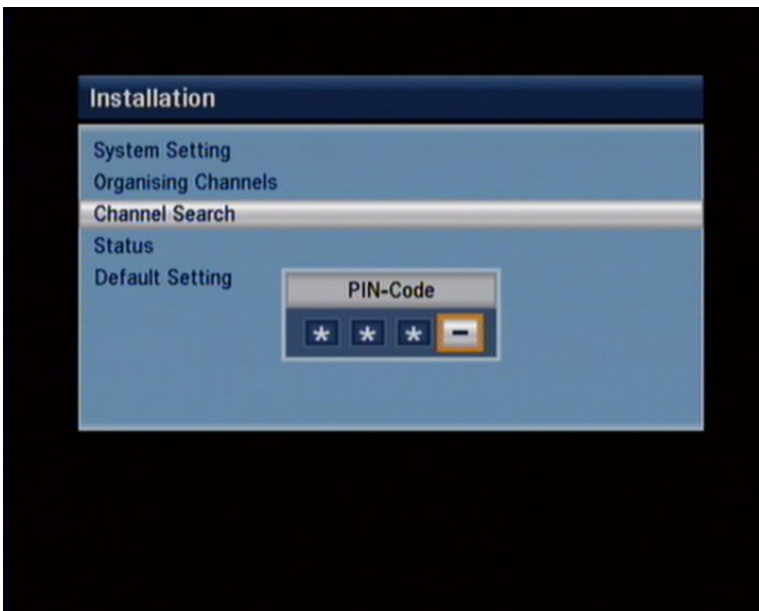 Installation
System Setting
Organising Channels
Channel Search
Status
Default Setting
PIN-Code
* * * -